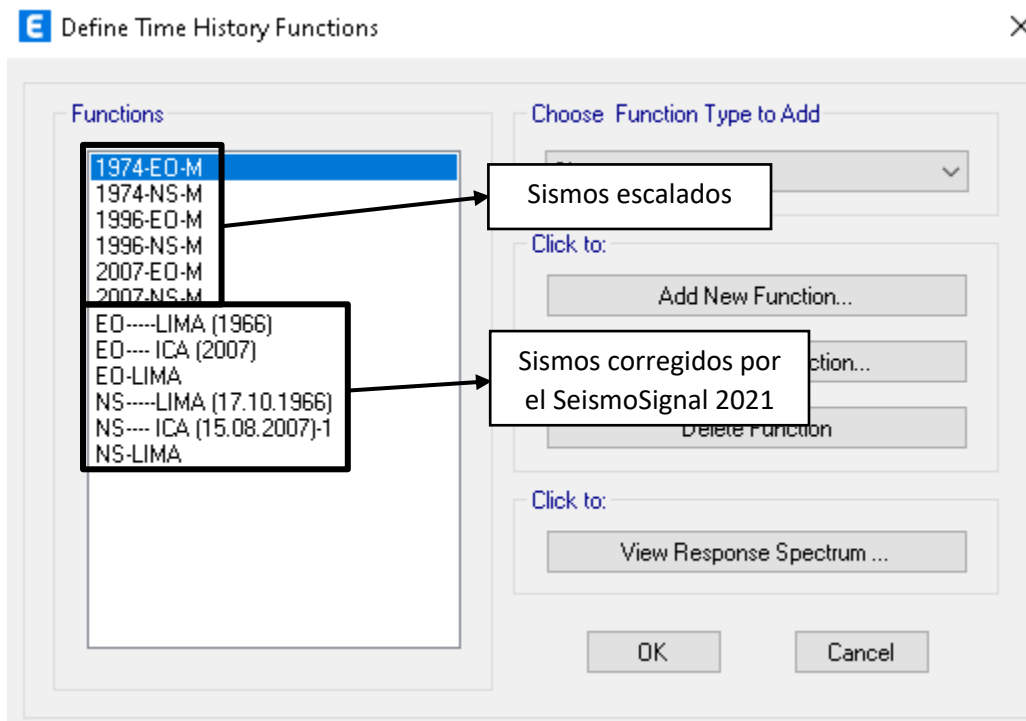 E Define Time History Functions
Functions
1974-EO-M
1974-NS-M
1996-EO-M
1996-NS-M
2007-EO-M
2007-NS-M
EO-----LIMA (1966)
EO---- ICA (2007)
EO-LIMA
NS-----LIMA (17.10.1966)
NS---- ICA (15.08.2007)-1
NS-LIMA
Sismos escalados
Sismos corregidos por
el SeismoSignal 2021
Choose Function Type to Add
Click to:
Add New Function...
ction...
Delete Function
Click to:
View Response Spectrum ...
OK
Cancel